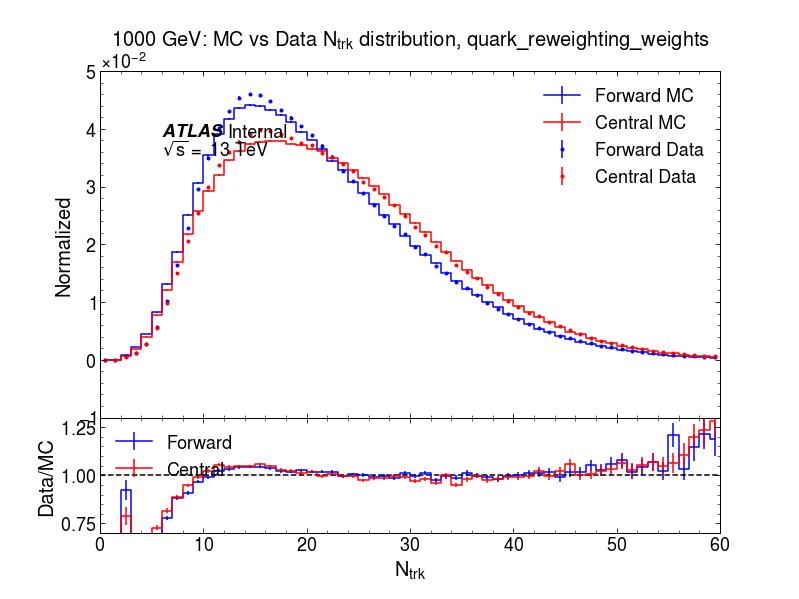 1000 GeV: MC vs Data Ntrk distribution, quark_reweighting_weights
×10−2
5
4
3
2
1
0
−1
Normalized
ATLAS Internal
√s = 13 TeV
Forward MC
Central MC
Forward Data
Central Data
1.25
1.00
0.75
Data/MC
Forward
Central
0 10 20 30 40 50 60
Ntrk